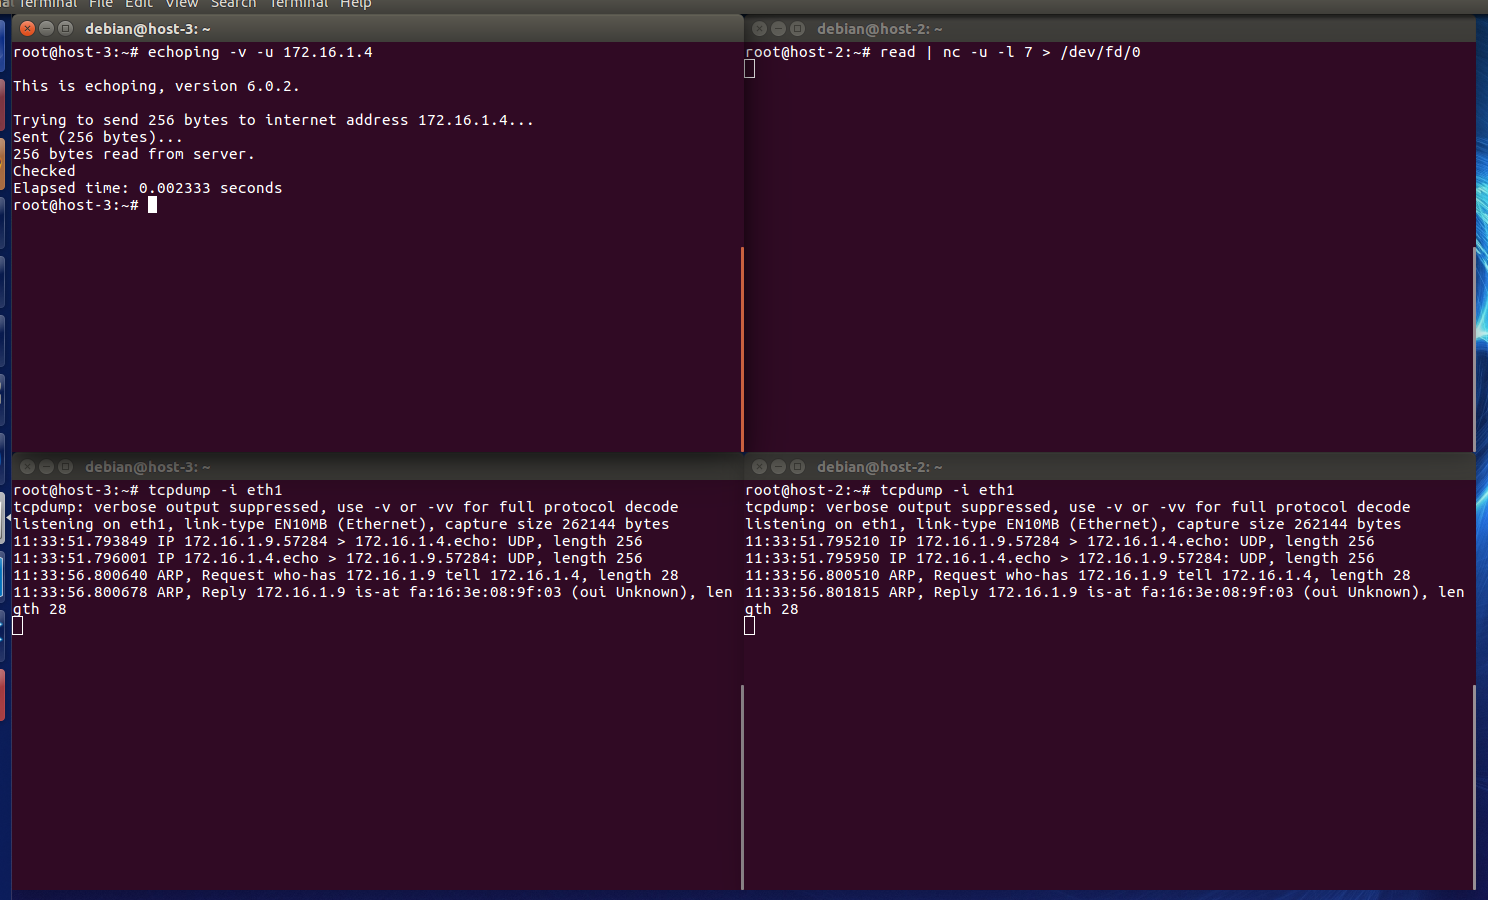 Terminal File Edit View Search Terminal Help
debian@host-3: ~
root@host-3:~# echoping -v -u 172.16.1.4
This is echoping, version 6.0.2.
Trying to send 256 bytes to internet address 172.16.1.4...
Sent (256 bytes)...
256 bytes read from server.
Checked
Elapsed time: 0.002333 seconds
root@host-3:~#
debian@host-2: ~
root@host-2:~# read | nc -u -l 7 > /dev/fd/0
debian@host-3: ~
root@host-3:~# tcpdump -i eth1
tcpdump: verbose output suppressed, use -v or -vv for full protocol decode
listening on eth1, link-type EN10MB (Ethernet), capture size 262144 bytes
11:33:51.793849 IP 172.16.1.9.57284 > 172.16.1.4.echo: UDP, length 256
11:33:51.796001 IP 172.16.1.4.echo > 172.16.1.9.57284: UDP, length 256
11:33:56.800640 ARP, Request who-has 172.16.1.9 tell 172.16.1.4, length 28
11:33:56.800678 ARP, Reply 172.16.1.9 is-at fa:16:3e:08:9f:03 (oui Unknown), len
gth 28
debian@host-2: ~
root@host-2:~# tcpdump -i eth1
tcpdump: verbose output suppressed, use -v or -vv for full protocol decode
listening on eth1, link-type EN10MB (Ethernet), capture size 262144 bytes
11:33:51.795210 IP 172.16.1.9.57284 > 172.16.1.4.echo: UDP, length 256
11:33:51.795950 IP 172.16.1.4.echo > 172.16.1.9.57284: UDP, length 256
11:33:56.800510 ARP, Request who-has 172.16.1.9 tell 172.16.1.4, length 28
11:33:56.801815 ARP, Reply 172.16.1.9 is-at fa:16:3e:08:9f:03 (oui Unknown), len
gth 28